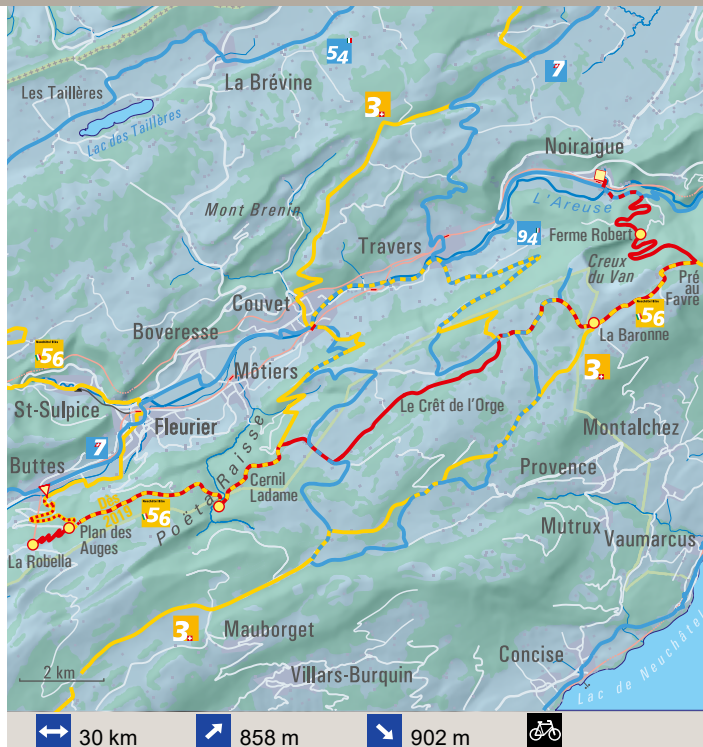 54
La Brévine
7
Les Taillères
Lac des Taillères
3
Noiraigue
L'Areuse
Mont Brenin
Travers
94
Ferme Robert
Creux
du Van
Pré
au
Favre
Couvet
56
Boveresse
La Baronne
56
Môtiers
3
St-Sulpice
Le Crêt de l'Orge
Fleurier
Montalchez
7
Buttes
Poëta Raisse
Cernil
Ladame
Provence
Dès
2019
56
Plan des
Auges
Mutrux
Vaumarcus
La Robella
3
Mauborget
Concise
2 km
Villars-Burquin
Lac de Neuchâtel
30 km
858 m
902 m